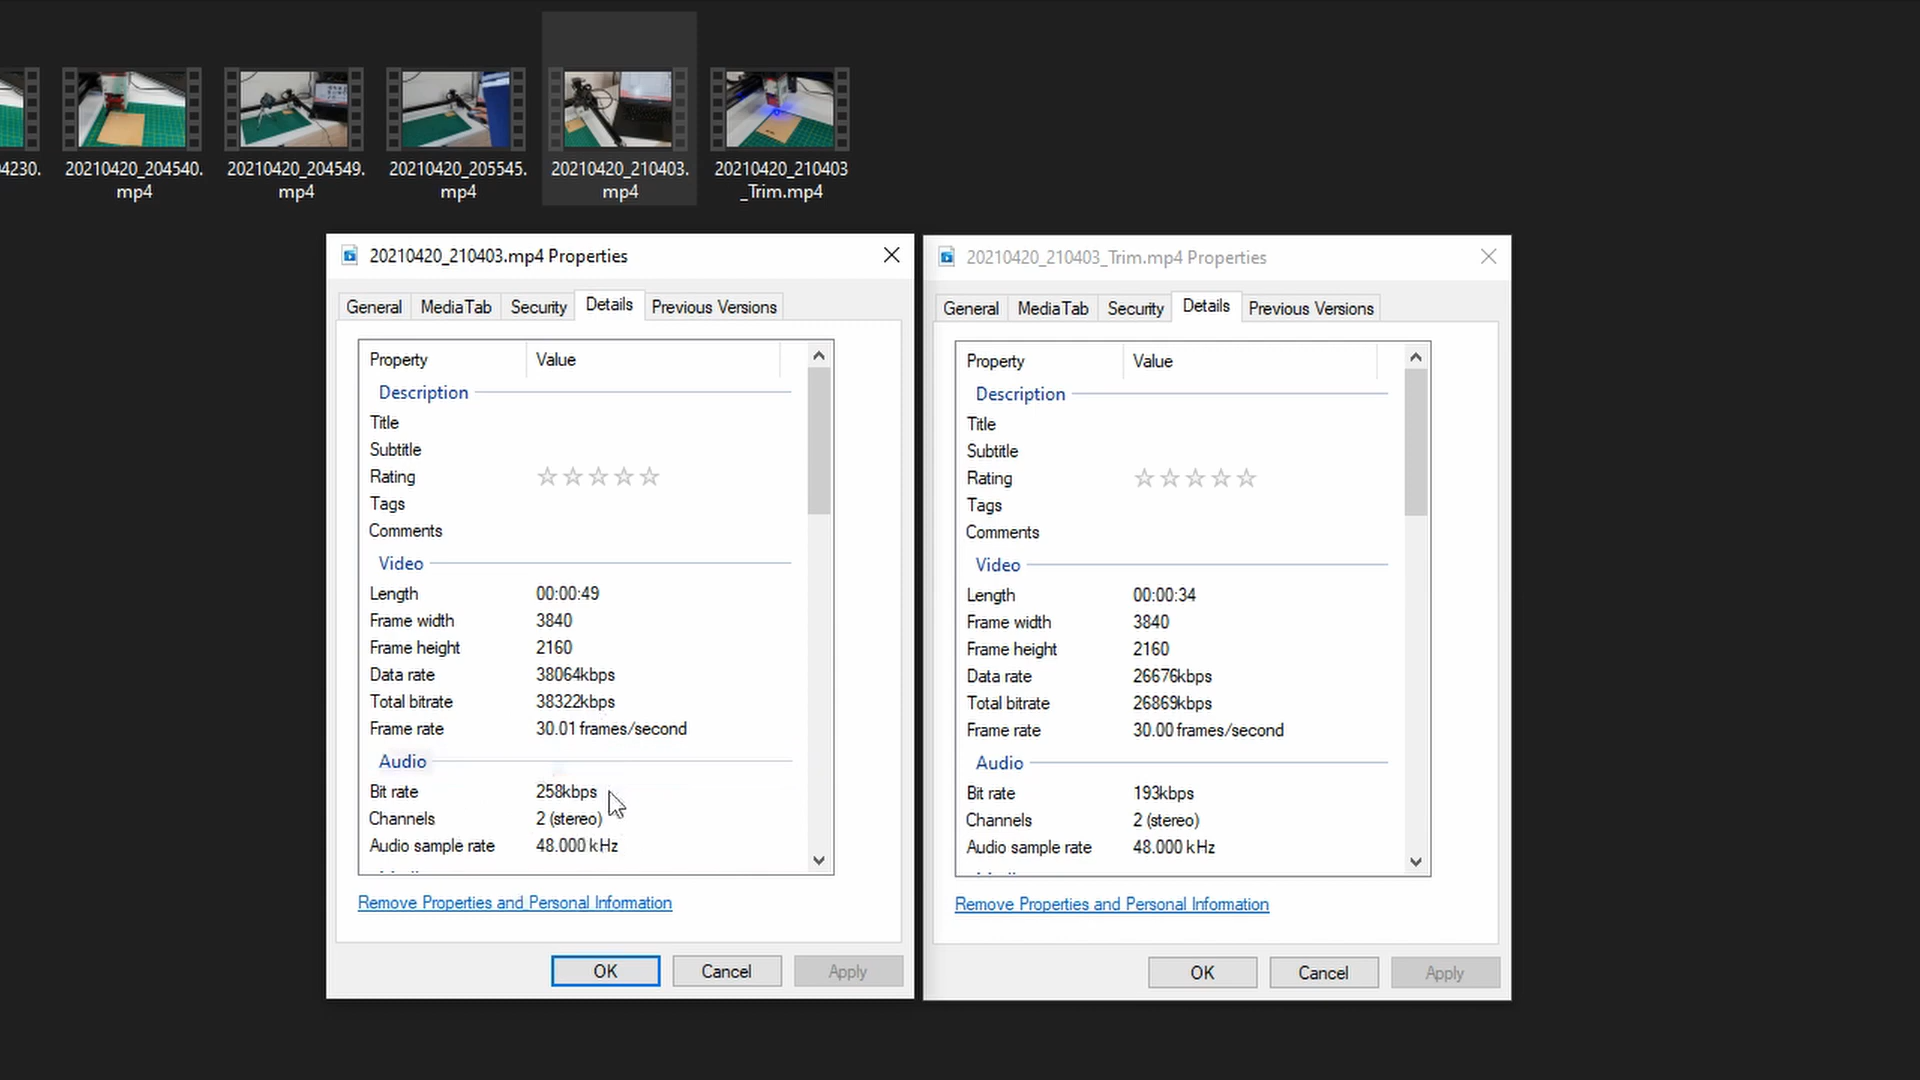 4230.
20210420_204540.
mp4
20210420_204549.
mp4
20210420_205545.
mp4
20210420_210403.
mp4
20210420_210403
_Trim.mp4
20210420_210403.mp4 Properties
General MediaTab Security Details Previous Versions
Property Value
Description
Title
Subtitle
Rating
Tags
Comments
Video
Length 00:00:49
Frame width 3840
Frame height 2160
Data rate 38064kbps
Total bitrate 38322kbps
Frame rate 30.01 frames/second
Audio
Bit rate 258kbps
Channels 2 (stereo)
Audio sample rate 48.000 kHz
Remove Properties and Personal Information
OK Cancel Apply
20210420_210403_Trim.mp4 Properties
General MediaTab Security Details Previous Versions
Property Value
Description
Title
Subtitle
Rating
Tags
Comments
Video
Length 00:00:34
Frame width 3840
Frame height 2160
Data rate 26676kbps
Total bitrate 26869kbps
Frame rate 30.00 frames/second
Audio
Bit rate 193kbps
Channels 2 (stereo)
Audio sample rate 48.000 kHz
Remove Properties and Personal Information
OK Cancel Apply